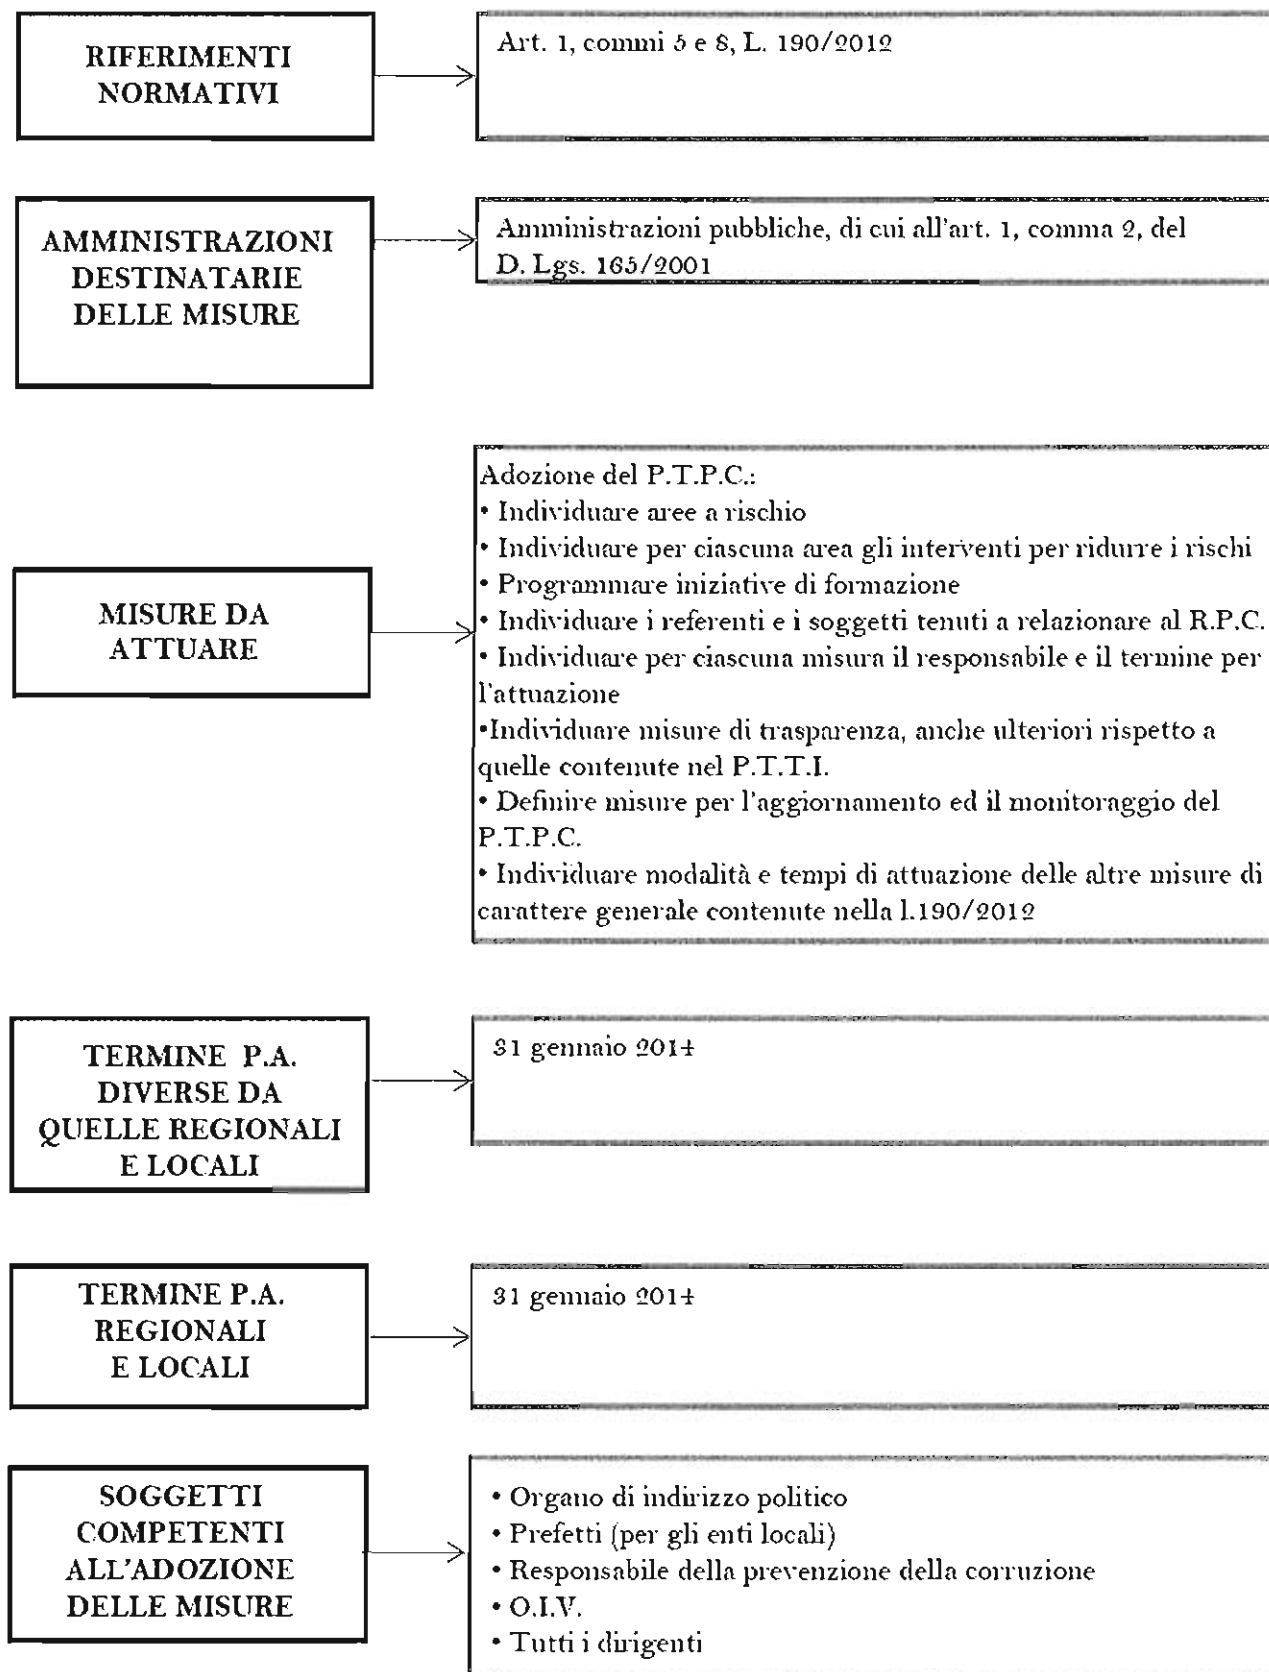 RIFERIMENTI
NORMATIVI
Art. 1, commi 5 e 8, L. 190/2012
AMMINISTRAZIONI
DESTINATARIE
DELLE MISURE
Amministrazioni pubbliche, di cui all'art. 1, comma 2, del
D. Lgs. 165/2001
MISURE DA
ATTUARE
Adozione del P.T.P.C.:
• Individuare aree a rischio
• Individuare per ciascuna area gli interventi per ridurre i rischi
• Programmare iniziative di formazione
• Individuare i referenti e i soggetti tenuti a relazionare al R.P.C.
• Individuare per ciascuna misura il responsabile e il termine per
l'attuazione
•Individuare misure di trasparenza, anche ulteriori rispetto a
quelle contenute nel P.T.T.I.
• Definire misure per l'aggiornamento ed il monitoraggio del
P.T.P.C.
• Individuare modalità e tempi di attuazione delle altre misure di
carattere generale contenute nella l.190/2012
TERMINE P.A.
DIVERSE DA
QUELLE REGIONALI
E LOCALI
31 gennaio 2014
TERMINE P.A.
REGIONALI
E LOCALI
31 gennaio 2014
SOGGETTI
COMPETENTI
ALL'ADOZIONE
DELLE MISURE
• Organo di indirizzo politico
• Prefetti (per gli enti locali)
• Responsabile della prevenzione della corruzione
• O.I.V.
• Tutti i dirigenti